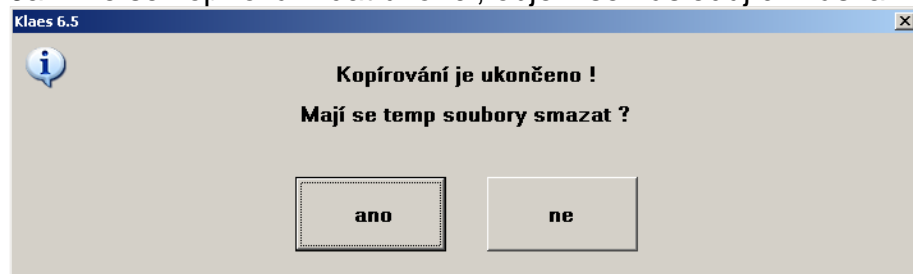 Klaes 6.5
Kopírování je ukončeno !
Mají se temp soubory smazat ?
ano
ne